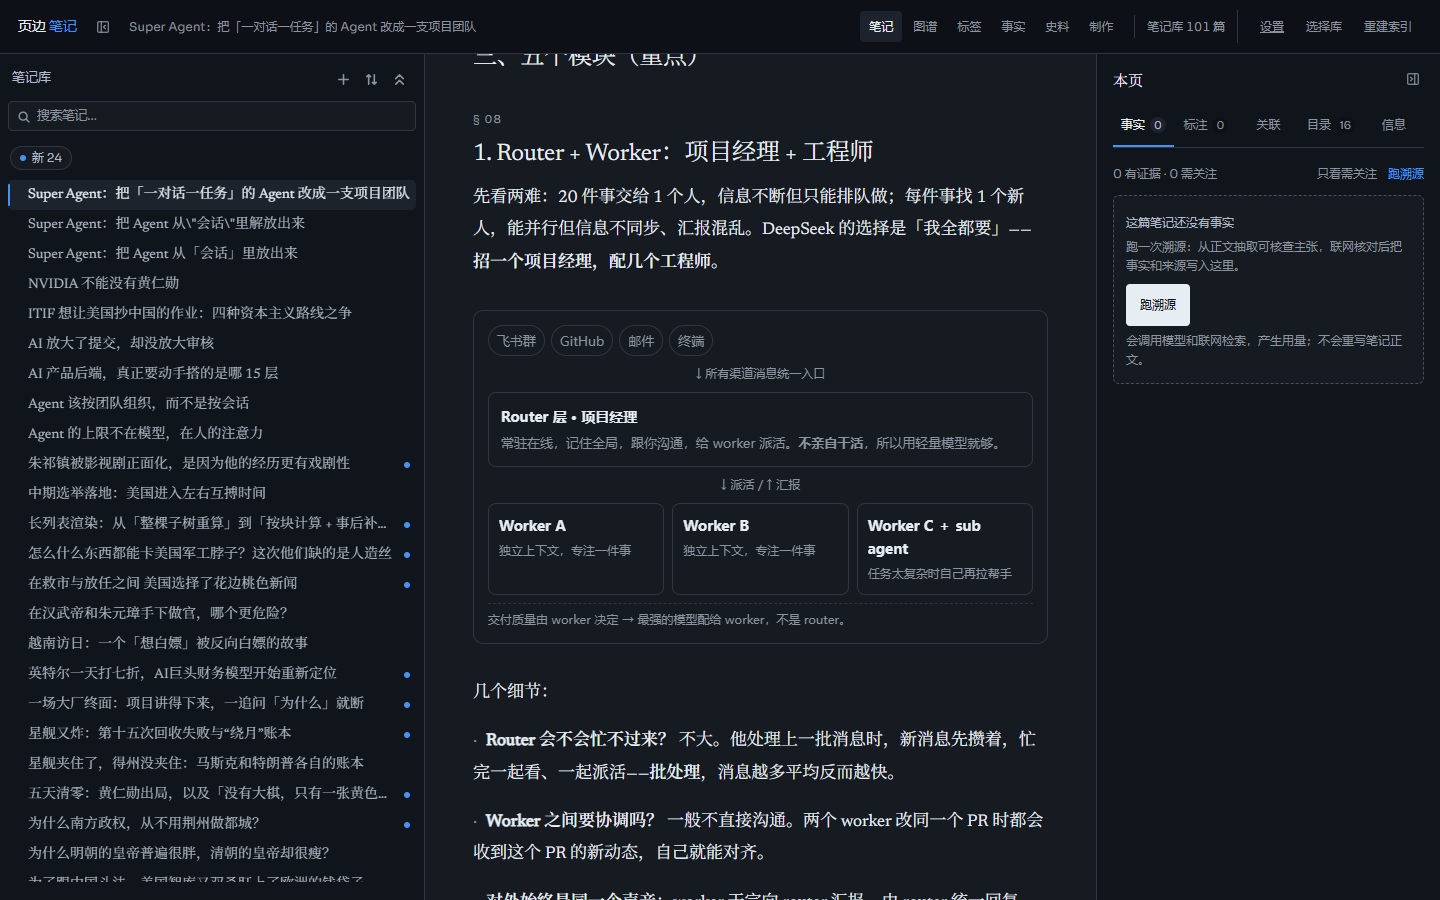 页边 笔记
Super Agent：把「一对话一任务」的 Agent 改成一支项目团队
笔记 图谱 标签 事实 史料 制作 笔记库 101 篇 设置 选择库 重建索引
笔记库
搜索笔记...
新 24
Super Agent：把「一对话一任务」的 Agent 改成一支项目团队
Super Agent：把 Agent 从\"会话\"里解放出来
Super Agent：把 Agent 从「会话」里放出来
NVIDIA 不能没有黄仁勋
ITIF 想让美国抄中国的作业：四种资本主义路线之争
AI 放大了提交，却没放大审核
AI 产品后端，真正要动手搭的是哪 15 层
Agent 该按团队组织，而不是按会话
Agent 的上限不在模型，在人的注意力
朱祁镇被影视剧正面化，是因为他的经历更有戏剧性
中期选举落地：美国进入左右互搏时间
长列表渲染：从「整棵子树重算」到「按块计算 + 事后补...
怎么什么东西都能卡美国军工脖子？这次他们缺的是人造丝
在救市与放任之间 美国选择了花边桃色新闻
在汉武帝和朱元璋手下做官，哪个更危险？
越南访日：一个「想白嫖」被反向白嫖的故事
英特尔一天打七折，AI巨头财务模型开始重新定位
一场大厂终面：项目讲得下来，一追问「为什么」就断
星舰又炸：第十五次回收失败与“绕月”账本
星舰夹住了，得州没夹住：马斯克和特朗普各自的账本
五天清零：黄仁勋出局，以及「没有大棋，只有一张黄色...
为什么南方政权，从不用荆州做都城？
为什么明朝的皇帝普遍很胖，清朝的皇帝却很瘦？
三、五个模块（重点）
§ 08
1. Router + Worker：项目经理 + 工程师
先看两难：20 件事交给 1 个人，信息不断但只能排队做；每件事找 1 个新
人，能并行但信息不同步、汇报混乱。DeepSeek 的选择是「我全都要」——
招一个项目经理，配几个工程师。
飞书群 GitHub 邮件 终端
↓ 所有渠道消息统一入口
Router 层 • 项目经理
常驻在线，记住全局，跟你沟通，给 worker 派活。不亲自干活，所以用轻量模型就够。
↓ 派活 / ↑ 汇报
Worker A
独立上下文，专注一件事
Worker B
独立上下文，专注一件事
Worker C + sub
agent
任务太复杂时自己再拉帮手
交付质量由 worker 决定 → 最强的模型配给 worker，不是 router。
几个细节：
· Router 会不会忙不过来？ 不大。他处理上一批消息时，新消息先攒着，忙
完一起看、一起派活——批处理，消息越多平均反而越快。
· Worker 之间要协调吗？ 一般不直接沟通。两个 worker 改同一个 PR 时都会
收到这个 PR 的新动态，自己就能对齐。
本页
事实 0 标注 0 关联 目录 16 信息
0 有证据 · 0 需关注 只看需关注 跑溯源
这篇笔记还没有事实
跑一次溯源：从正文抽取可核查主张，联网核对后把
事实和来源写入这里。
跑溯源
会调用模型和联网检索，产生用量；不会重写笔记正
文。